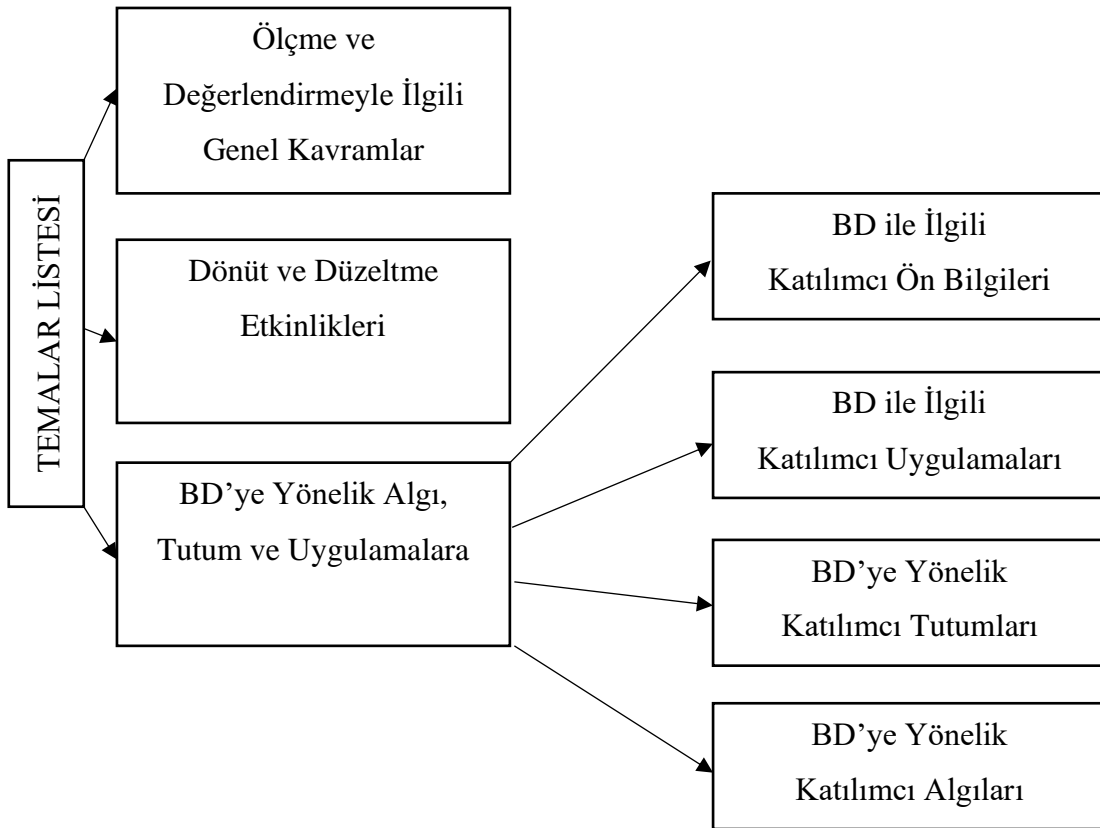 TEMALAR LİSTESİ
Ölçme ve
Değerlendirmeyle İlgili
Genel Kavramlar
Dönüt ve Düzeltme
Etkinlikleri
BD’ye Yönelik Algı,
Tutum ve Uygulamalara
BD ile İlgili
Katılımcı Ön Bilgileri
BD ile İlgili
Katılımcı Uygulamaları
BD’ye Yönelik
Katılımcı Tutumları
BD’ye Yönelik
Katılımcı Algıları